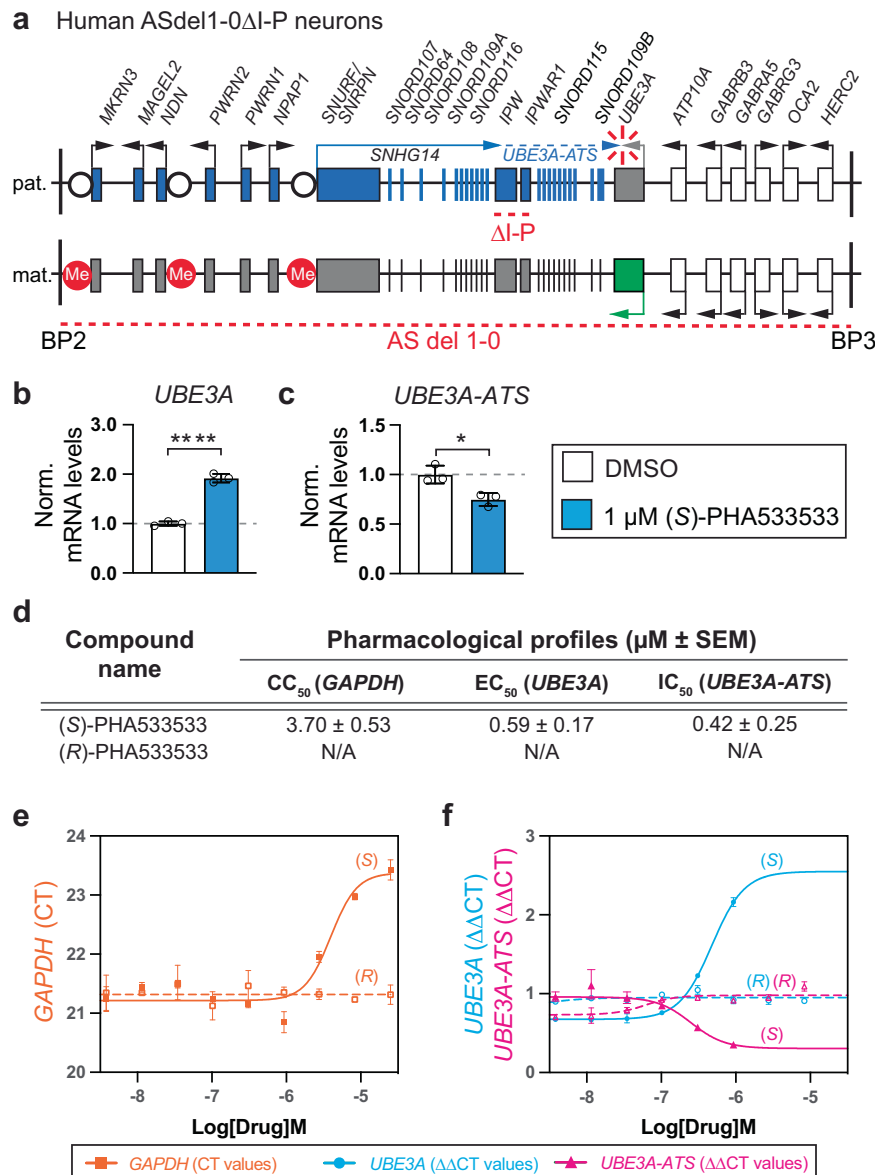 a Human ASdel1-0ΔI-P neurons
MKRN3
MAGEL2
NDN
PWRN2
PWRN1
NPAP1
SNURF/
SNRPN
SNORD107
SNORD64
SNORD108
SNORD109A
SNORD116
IPW
IPWAR1
SNORD115
SNORD109B
UBE3A
ATP10A
GABRB3
GABRA5
GABRG3
OCA2
HERC2
SNHG14 UBE3A-ATS
pat.
ΔI-P
mat. Me Me Me
BP2 AS del 1-0 BP3
b UBE3A
Norm.
mRNA levels
3.0
2.0
1.0
0.0
****
c UBE3A-ATS
Norm.
mRNA levels
1.5
1.0
0.5
0.0
*
DMSO
1 µM (S)-PHA533533
d
Compound
name
Pharmacological profiles (µM ± SEM)
CC50 (GAPDH) EC50 (UBE3A) IC50 (UBE3A-ATS)
(S)-PHA533533 3.70 ± 0.53 0.59 ± 0.17 0.42 ± 0.25
(R)-PHA533533 N/A N/A N/A
e
GAPDH (CT)
24
23
22
21
20
(S)
(R)
-8 -7 -6 -5
Log[Drug]M
f
UBE3A (ΔΔCT)
UBE3A-ATS (ΔΔCT)
3
2
1
0
(S)
(R) (R)
(S)
-8 -7 -6 -5
Log[Drug]M
GAPDH (CT values) UBE3A (ΔΔCT values) UBE3A-ATS (ΔΔCT values)